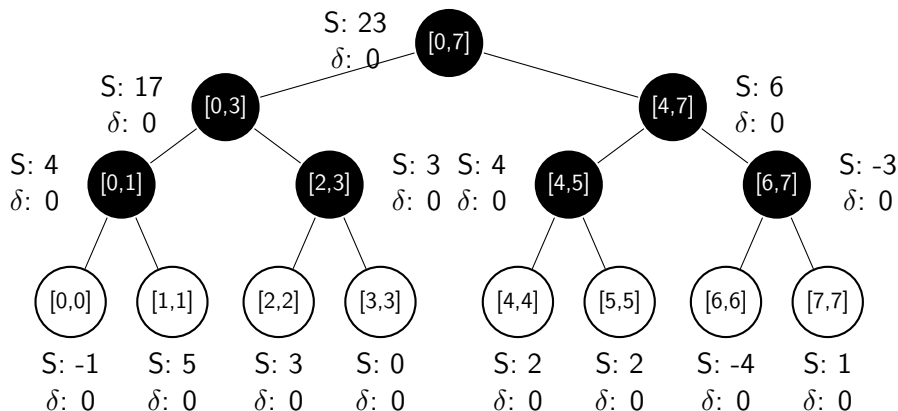 S: 23
δ: 0
[0,7]
S: 17
δ: 0
[0,3]
[4,7]
S: 6
δ: 0
S: 4
δ: 0
[0,1]
[2,3]
S: 3
δ: 0
S: 4
δ: 0
[4,5]
[6,7]
S: -3
δ: 0
[0,0]
[1,1]
[2,2]
[3,3]
[4,4]
[5,5]
[6,6]
[7,7]
S: -1
δ: 0
S: 5
δ: 0
S: 3
δ: 0
S: 0
δ: 0
S: 2
δ: 0
S: 2
δ: 0
S: -4
δ: 0
S: 1
δ: 0